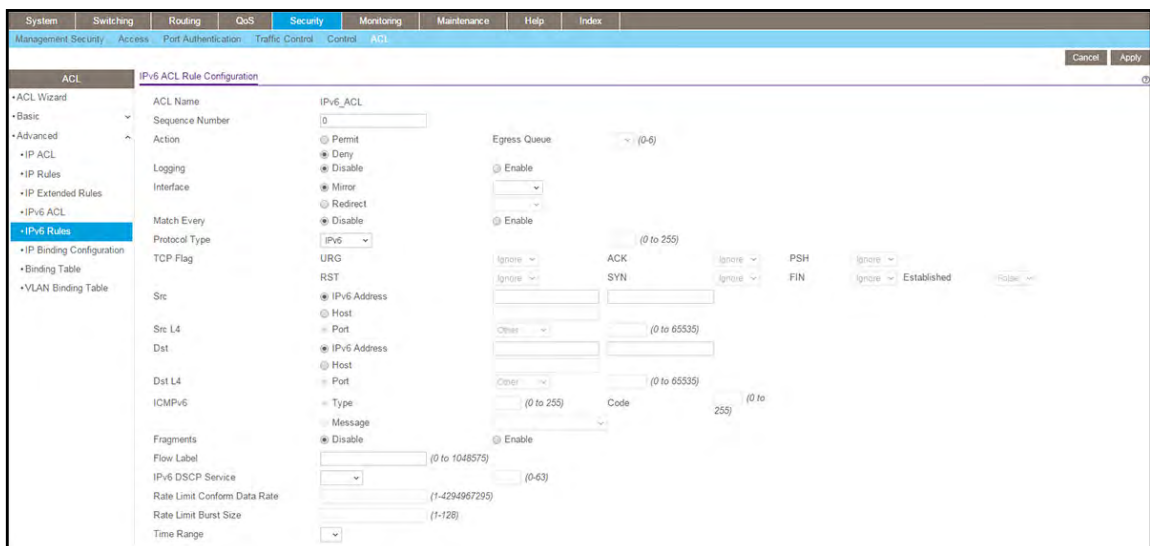 System Switching Routing QoS Security Monitoring Maintenance Help Index
Management Security Access Port Authentication Traffic Control Control ACL
Cancel Apply
ACL
IPv6 ACL Rule Configuration
ACL Wizard
Basic
Advanced
IP ACL
IP Rules
IP Extended Rules
IPv6 ACL
IPv6 Rules
IP Binding Configuration
Binding Table
VLAN Binding Table
ACL Name IPv6_ACL
Sequence Number 0
Action Permit Egress Queue (0-6)
Deny
Logging Disable Enable
Interface Mirror
Redirect
Match Every Disable Enable
Protocol Type IPv6 (0 to 255)
TCP Flag URG Ignore ACK Ignore PSH Ignore
RST Ignore SYN Ignore FIN Ignore Established False
Src IPv6 Address
Host
Src L4 Port Other (0 to 65535)
Dst IPv6 Address
Host
Dst L4 Port Other (0 to 65535)
ICMPv6 Type (0 to 255) Code (0 to
255)
Message
Fragments Disable Enable
Flow Label (0 to 1048575)
IPv6 DSCP Service (0-63)
Rate Limit Conform Data Rate (1-4294967295)
Rate Limit Burst Size (1-128)
Time Range